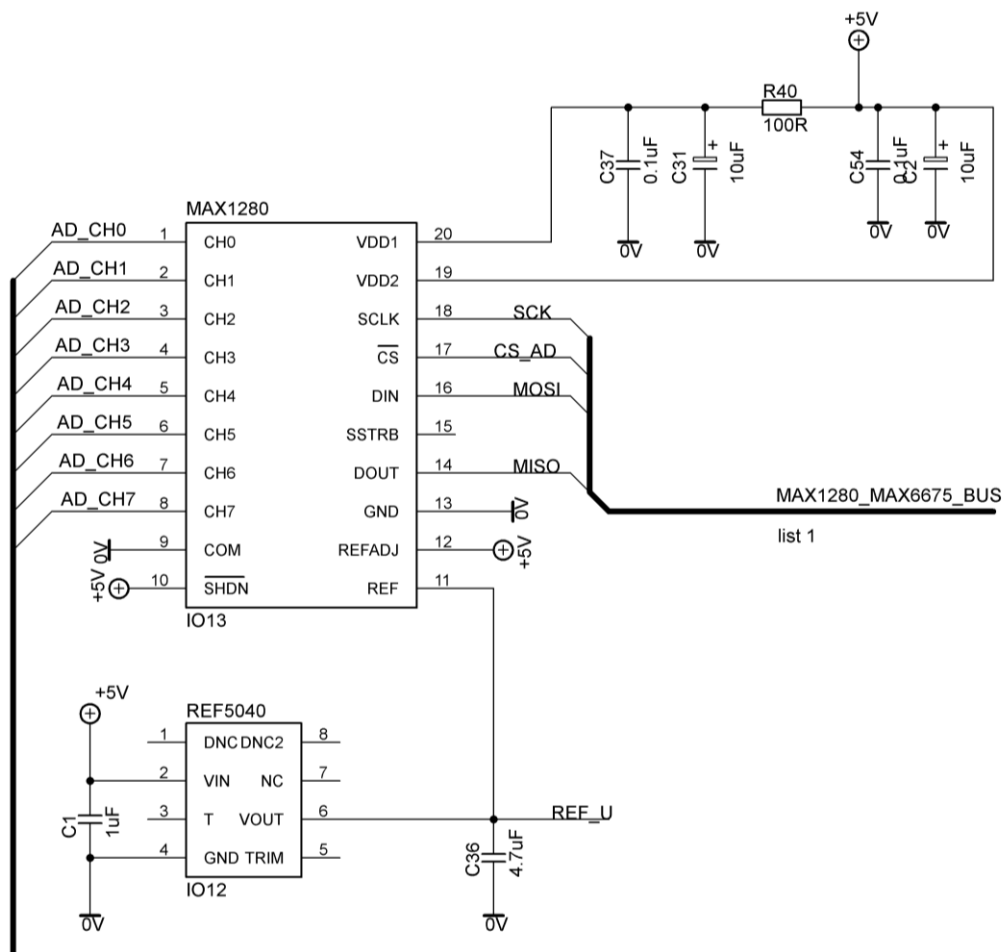 +5V
R40
100R
C37
0.1uF
C31
+
10uF
C54
0.1uF
C2
+
10uF
0V
0V
0V
0V
MAX1280
AD_CH0 1 CH0 VDD1 20
AD_CH1 2 CH1 VDD2 19
AD_CH2 3 CH2 SCLK 18 SCK
AD_CH3 4 CH3 CS 17 CS_AD
AD_CH4 5 CH4 DIN 16 MOSI
AD_CH5 6 CH5 SSTRB 15
AD_CH6 7 CH6 DOUT 14 MISO
AD_CH7 8 CH7 GND 13 0V
0V 9 COM REFADJ 12 +5V
+5V 10 SHDN REF 11
IO13
MAX1280_MAX6675_BUS
list 1
+5V
REF5040
1 DNC DNC2 8
2 VIN NC 7
3 T VOUT 6 REF_U
4 GND TRIM 5
IO12
C1
1uF
0V
C36
4.7uF
0V